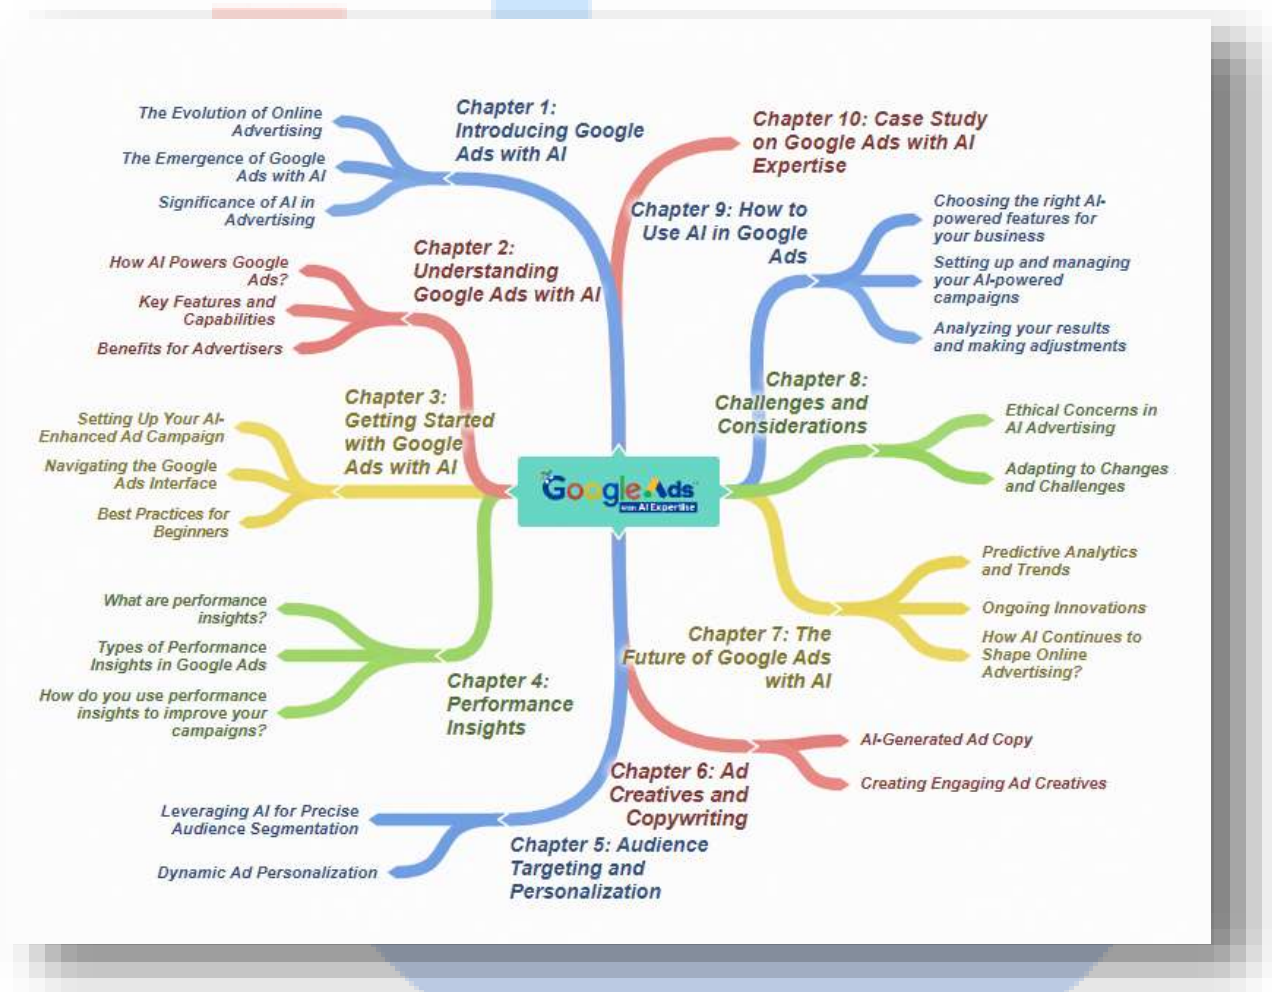 Chapter 1:
Introducing Google
Ads with AI
The Evolution of Online
Advertising
The Emergence of Google
Ads with AI
Significance of AI in
Advertising
Chapter 2:
Understanding
Google Ads with AI
How AI Powers Google
Ads?
Key Features and
Capabilities
Benefits for Advertisers
Chapter 3:
Getting Started
with Google
Ads with AI
Setting Up Your AI-
Enhanced Ad Campaign
Navigating the Google
Ads Interface
Best Practices for
Beginners
Chapter 4:
Performance
Insights
What are performance
insights?
Types of Performance
Insights in Google Ads
How do you use performance
insights to improve your
campaigns?
Chapter 5: Audience
Targeting and
Personalization
Leveraging AI for Precise
Audience Segmentation
Dynamic Ad Personalization
Google Ads
with AI Expertise
Chapter 10: Case Study
on Google Ads with AI
Expertise
Chapter 9: How to
Use AI in Google
Ads
Choosing the right AI-
powered features for
your business
Setting up and managing
your AI-powered
campaigns
Analyzing your results
and making adjustments
Chapter 8:
Challenges and
Considerations
Ethical Concerns in
AI Advertising
Adapting to Changes
and Challenges
Chapter 7: The
Future of Google Ads
with AI
Predictive Analytics
and Trends
Ongoing Innovations
How AI Continues to
Shape Online
Advertising?
Chapter 6: Ad
Creatives and
Copywriting
AI-Generated Ad Copy
Creating Engaging Ad Creatives